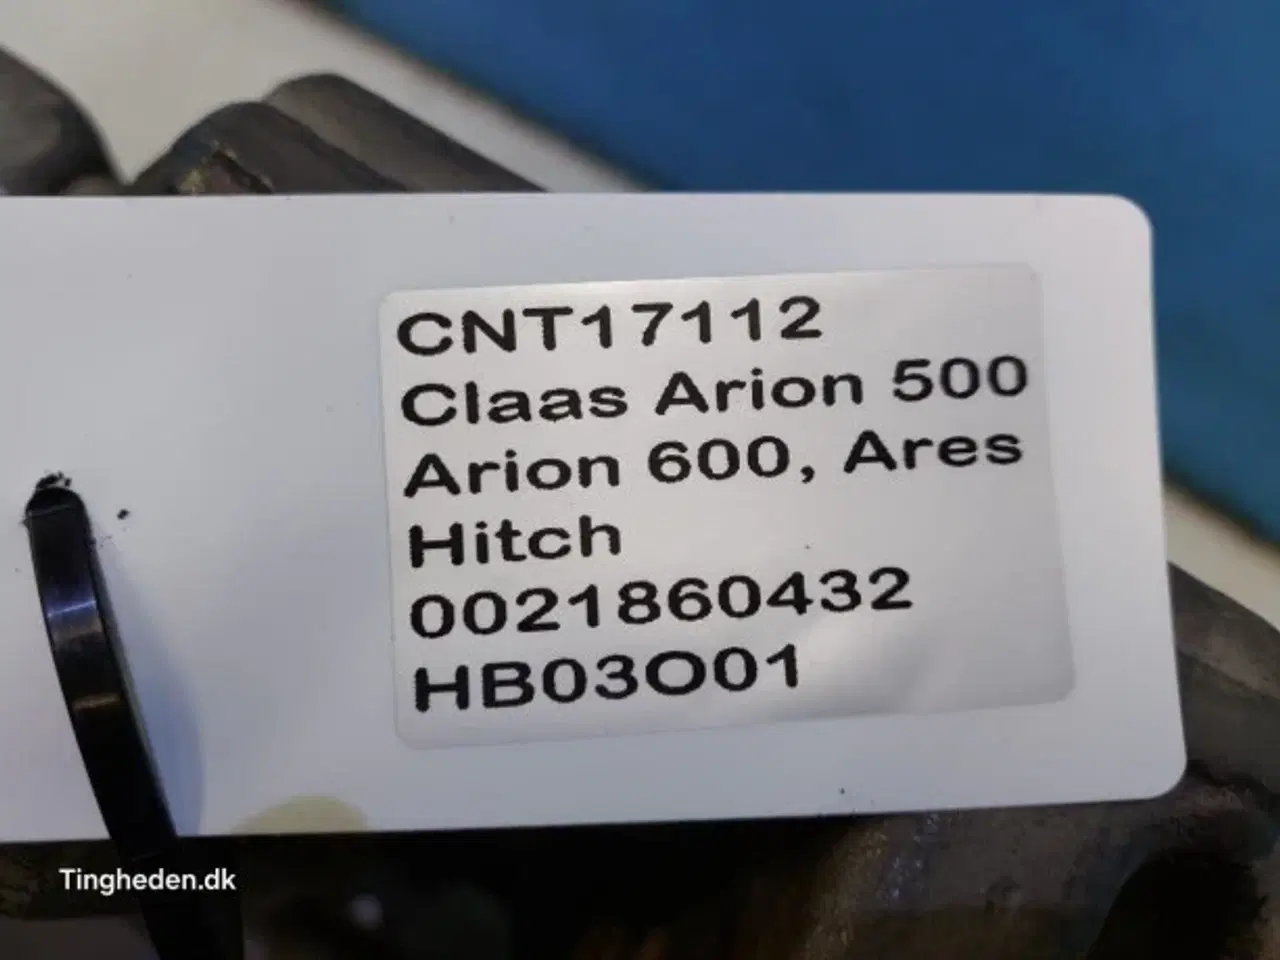 CNT17112
Claas Arion 500
Arion 600, Ares
Hitch
0021860432
HB03O01
Tingheden.dk